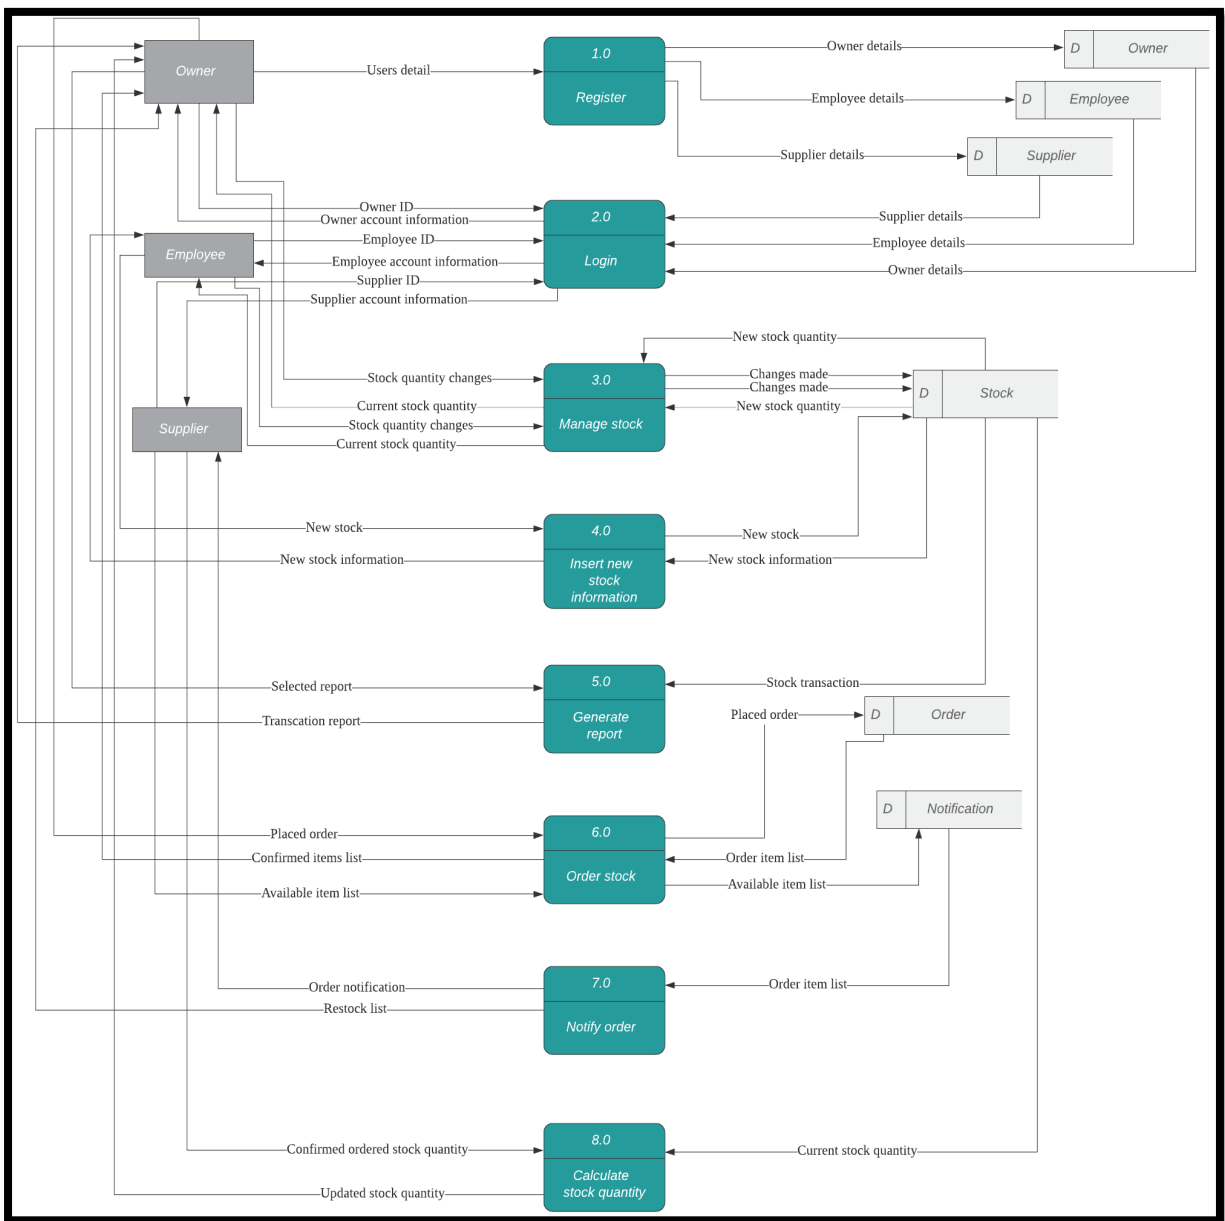 Owner
Users detail
1.0
Register
Owner details
D
Owner
Employee details
D
Employee
Supplier details
D
Supplier
Owner ID
Owner account information
Employee
Employee ID
Employee account information
Supplier ID
Supplier account information
2.0
Login
Supplier details
Employee details
Owner details
New stock quantity
Stock quantity changes
Current stock quantity
Stock quantity changes
Current stock quantity
Supplier
3.0
Manage stock
Changes made
Changes made
New stock quantity
D
Stock
New stock
New stock information
4.0
Insert new
stock
information
New stock
New stock information
Selected report
Transcation report
5.0
Generate
report
Stock transaction
Placed order
D
Order
D
Notification
Placed order
Confirmed items list
Available item list
6.0
Order stock
Order item list
Available item list
Order notification
Restock list
7.0
Notify order
Order item list
Confirmed ordered stock quantity
Updated stock quantity
8.0
Calculate
stock quantity
Current stock quantity